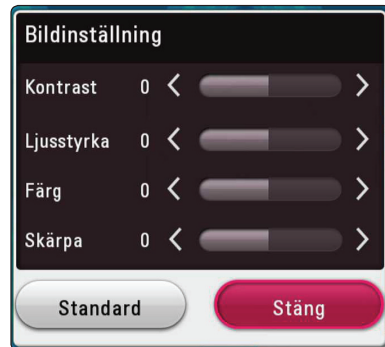 Bildinställning
Kontrast 0
Ljusstyrka 0
Färg 0
Skärpa 0
Standard Stäng